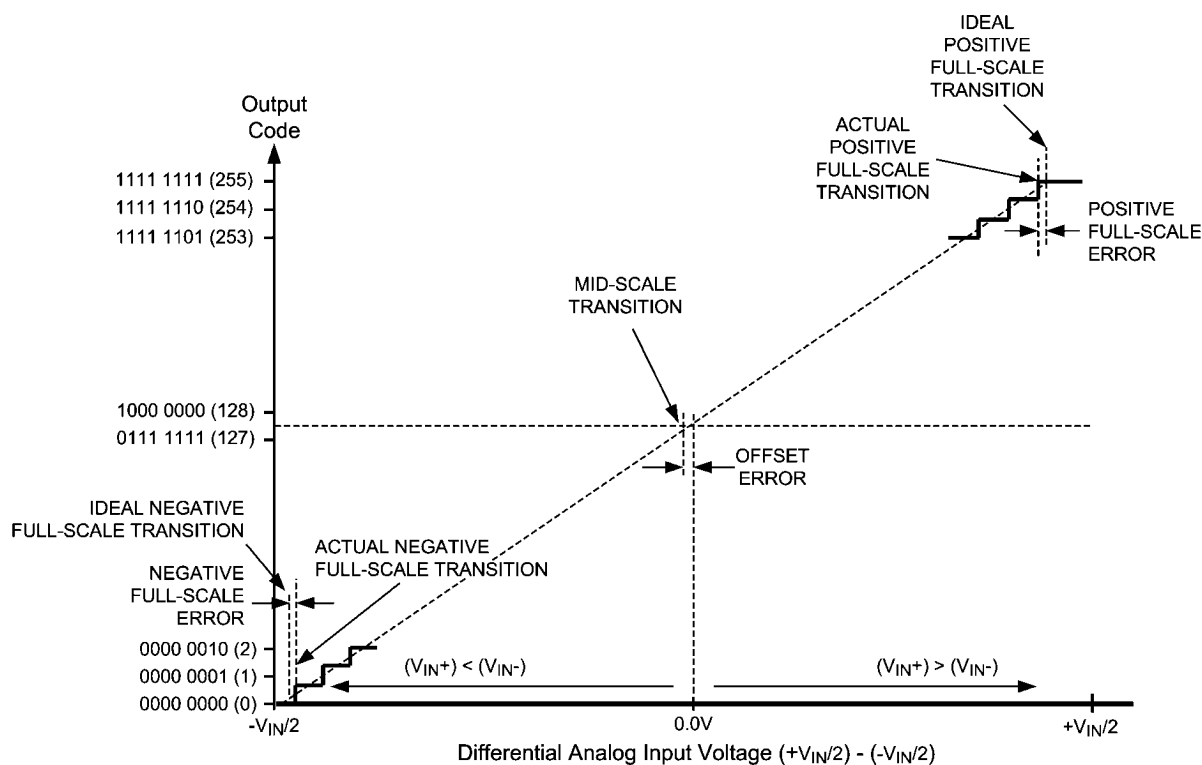 IDEAL
POSITIVE
FULL-SCALE
TRANSITION
Output
Code
ACTUAL
POSITIVE
FULL-SCALE
TRANSITION
1111 1111 (255)
1111 1110 (254)
1111 1101 (253)
POSITIVE
FULL-SCALE
ERROR
MID-SCALE
TRANSITION
1000 0000 (128)
0111 1111 (127)
OFFSET
ERROR
IDEAL NEGATIVE
FULL-SCALE TRANSITION
ACTUAL NEGATIVE
FULL-SCALE TRANSITION
NEGATIVE
FULL-SCALE
ERROR
0000 0010 (2)
0000 0001 (1)
0000 0000 (0)
(VIN+) < (VIN-)
(VIN+) > (VIN-)
-VIN/2
0.0V
+VIN/2
Differential Analog Input Voltage (+VIN/2) - (-VIN/2)